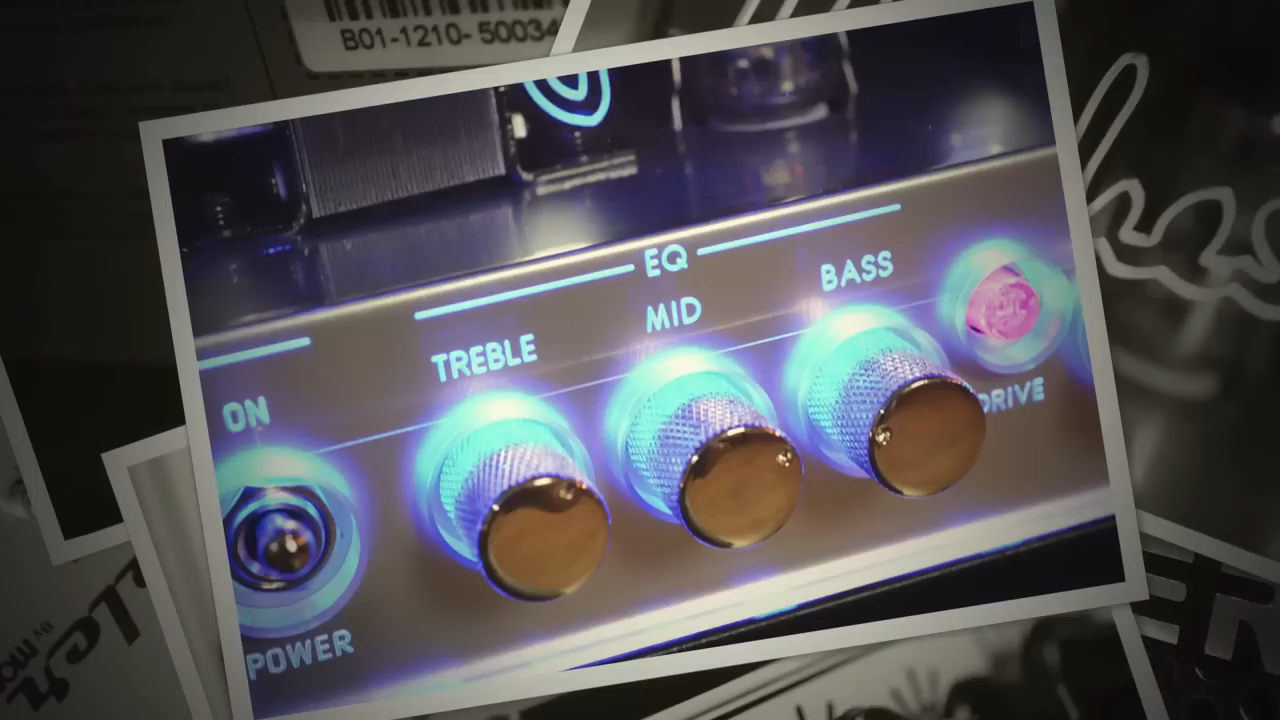 B01-1210- 50034
EQ
BASS
MID
TREBLE
ON
DRIVE
POWER